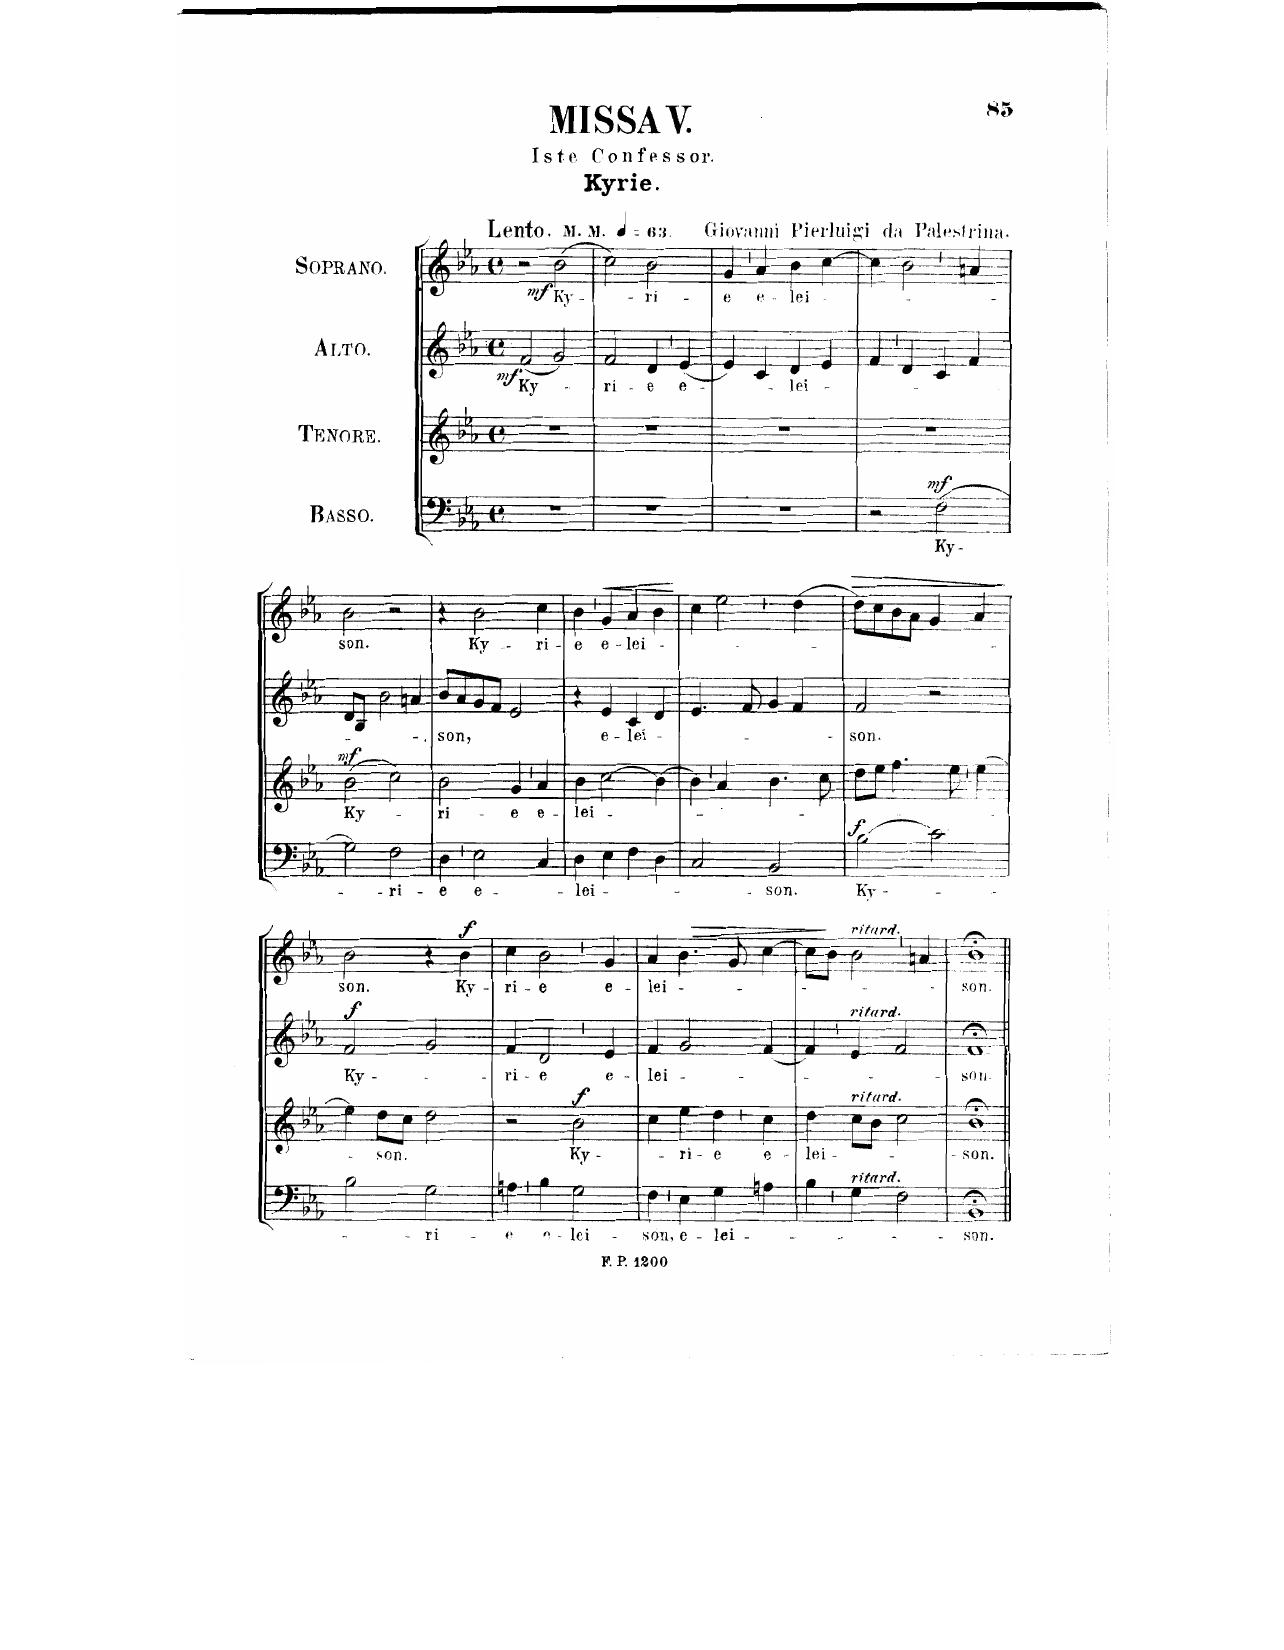 MISSA V.
85
Iste Confessor.
Kyrie.
Lento. M. M. ♩ = 63. Giovanni Pierluigi da Palestrina.
SOPRANO.
mf Ky - - ri - e e - lei - - - -
ALTO.
mf Ky - ri - e e - - - lei - - - -
TENORE.
BASSO.
mf
Ky -
son. Ky - ri - e e - lei - - - - -
- - . son, e - lei - - - - son.
mf
Ky - ri - e e - lei - - - - -
f
- - ri - e e - - lei - - - son. Ky - - -
f ritard.
son. Ky - ri - e e - lei - - - - - son.
f ritard.
Ky - - - ri - e e - lei - - - - - son.
f ritard.
- son. Ky - - ri - e e - lei - - - son.
ritard.
- - ri - e e - lei - son, e - lei - - - - - son.
F. P. 1200